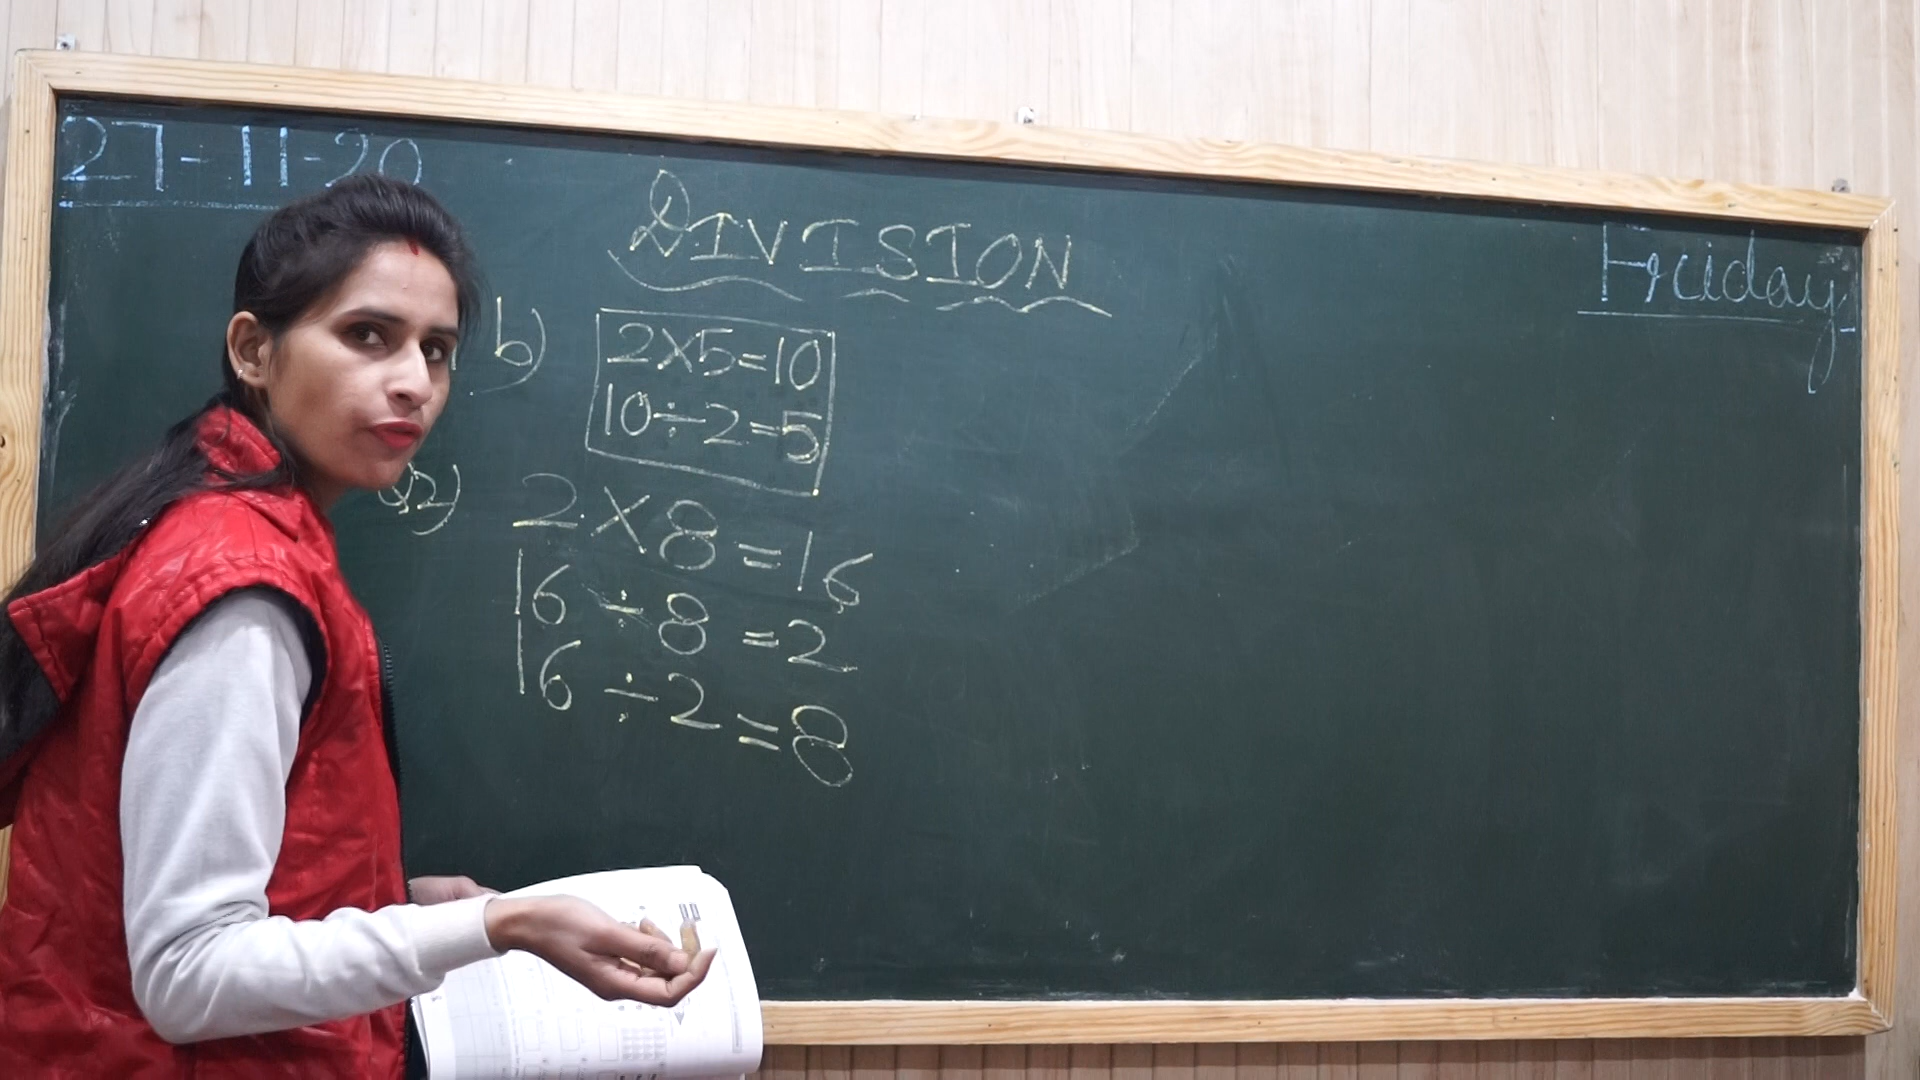 27-11-20
DIVISION
Friday
b)
2×5=10
10÷2=5
Q2) 2×8=16
16÷8=2
16÷2=8